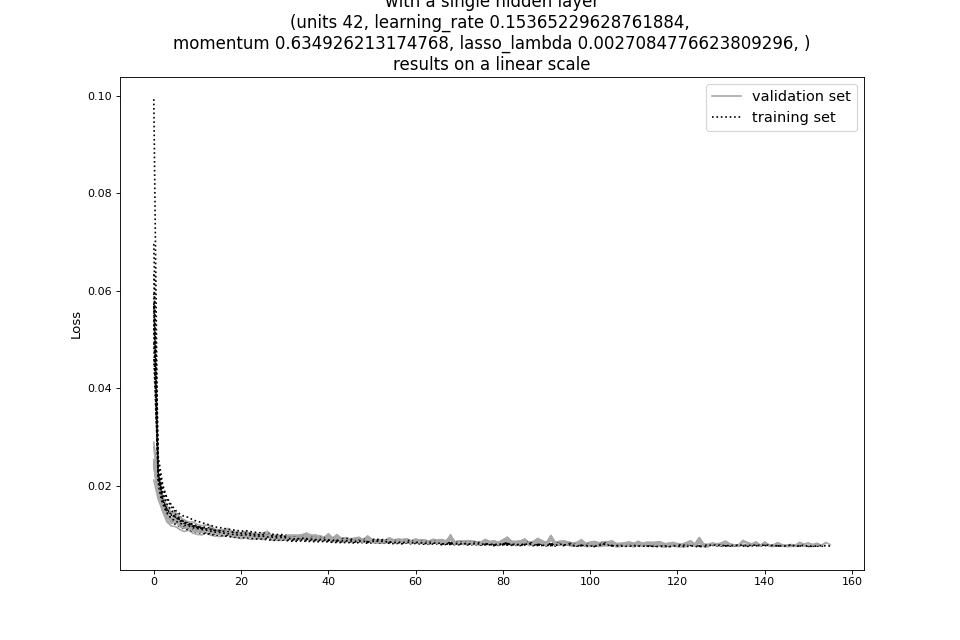 with a single hidden layer
(units 42, learning_rate 0.15365229628761884,
momentum 0.634926213174768, lasso_lambda 0.0027084776623809296, )
results on a linear scale
validation set
training set
0.10
0.08
0.06
0.04
0.02
Loss
0
20
40
60
80
100
120
140
160